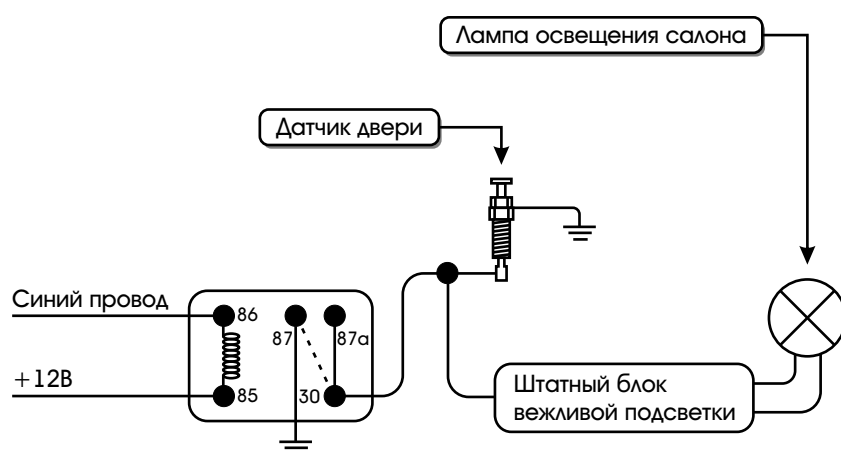 Лампа освещения салона
Датчик двери
Синий провод
86
87
87a
+12В
85
30
Штатный блок
вежливой подсветки